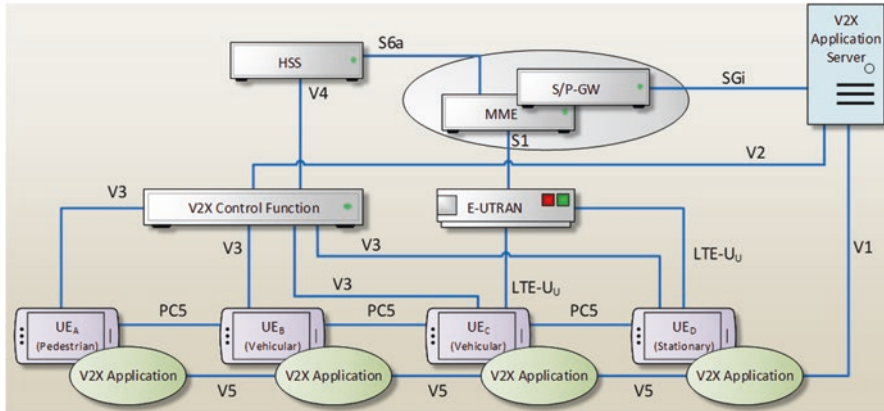 V2X
Application
Server
S6a
HSS
S/P-GW
SGi
V4
MME
S1
V2
V3
V2X Control Function
E-UTRAN
V3
V3
V1
LTE-UU
V3
LTE-UU
PC5
PC5
PC5
UEA
(Pedestrian)
UEB
(Vehicular)
UEC
(Vehicular)
UED
(Stationary)
V2X Application
V2X Application
V2X Application
V2X Application
V5
V5
V5